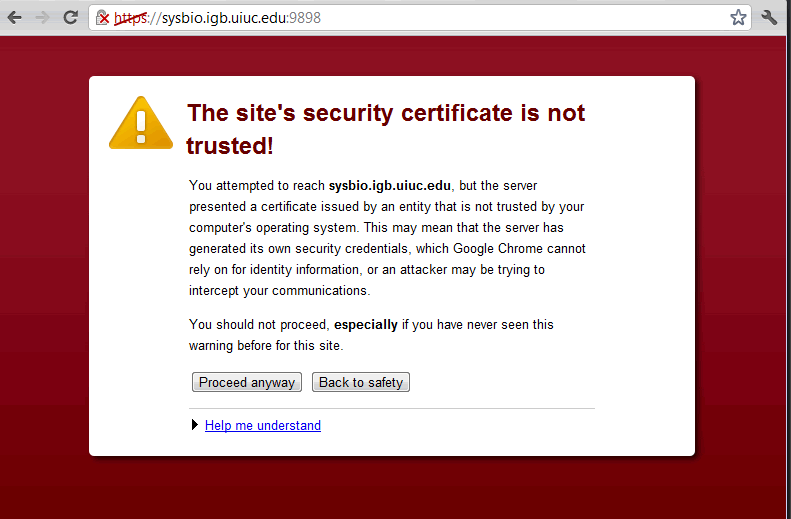 https://sysbio.igb.uiuc.edu:9898
The site's security certificate is not
trusted!
You attempted to reach sysbio.igb.uiuc.edu, but the server
presented a certificate issued by an entity that is not trusted by your
computer's operating system. This may mean that the server has
generated its own security credentials, which Google Chrome cannot
rely on for identity information, or an attacker may be trying to
intercept your communications.
You should not proceed, especially if you have never seen this
warning before for this site.
Proceed anyway Back to safety
Help me understand